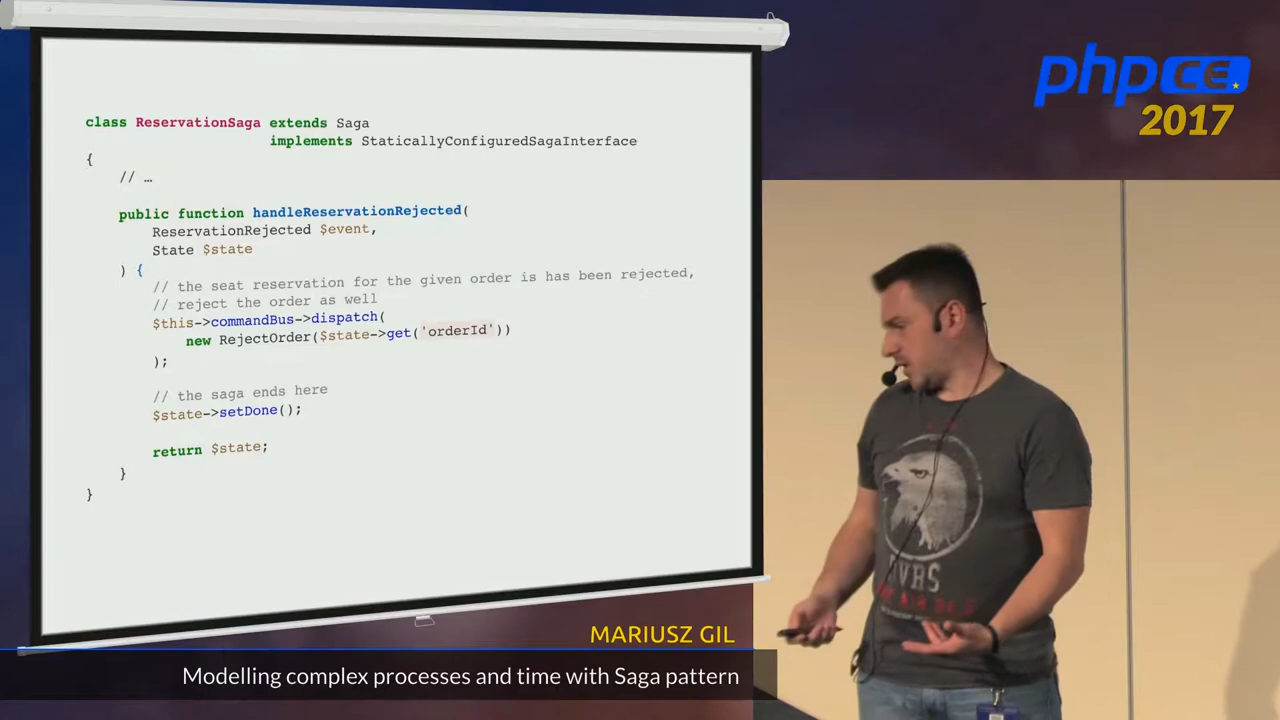 class ReservationSaga extends Saga
implements StaticallyConfiguredSagaInterface
{
// …
public function handleReservationRejected(
ReservationRejected $event,
State $state
) {
// the seat reservation for the given order is has been rejected,
// reject the order as well
$this->commandBus->dispatch(
new RejectOrder($state->get('orderId'))
);
// the saga ends here
$state->setDone();
return $state;
}
}
phpCE
2017
MARIUSZ GIL
Modelling complex processes and time with Saga pattern